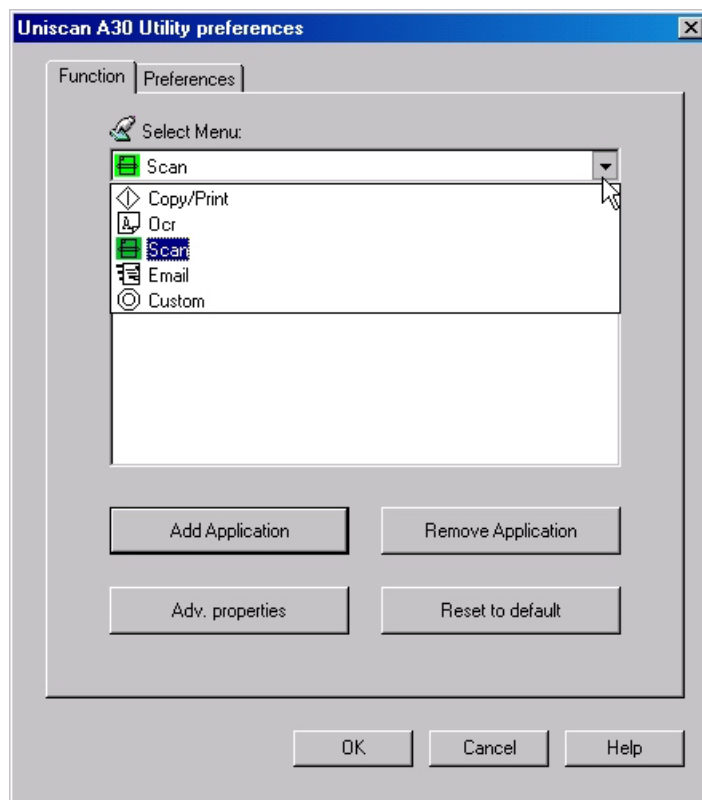 Uniscan A30 Utility preferences
Function Preferences
Select Menu:
Scan
Copy/Print
Ocr
Scan
Email
Custom
Add Application Remove Application
Adv. properties Reset to default
OK Cancel Help